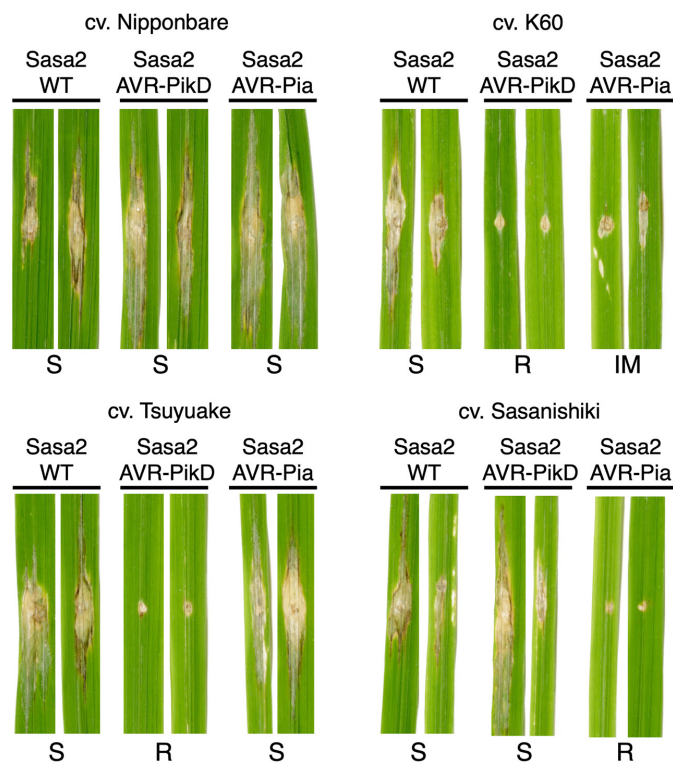 cv. Nipponbare
Sasa2 WT
Sasa2 AVR-PikD
Sasa2 AVR-Pia
S
S
S
cv. K60
Sasa2 WT
Sasa2 AVR-PikD
Sasa2 AVR-Pia
S
R
IM
cv. Tsuyuake
Sasa2 WT
Sasa2 AVR-PikD
Sasa2 AVR-Pia
S
R
S
cv. Sasanishiki
Sasa2 WT
Sasa2 AVR-PikD
Sasa2 AVR-Pia
S
S
R